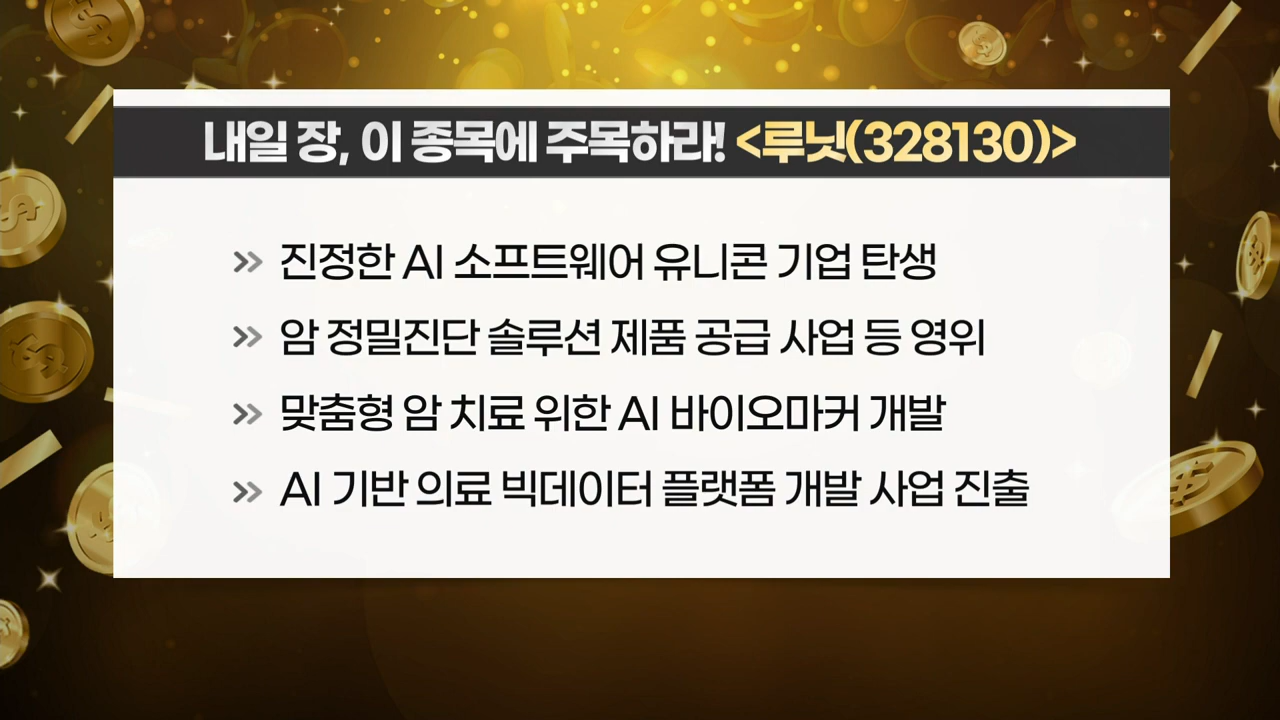 내일 장, 이 종목에 주목하라! <루닛(328130)>
» 진정한 AI 소프트웨어 유니콘 기업 탄생
» 암 정밀진단 솔루션 제품 공급 사업 등 영위
» 맞춤형 암 치료 위한 AI 바이오마커 개발
» AI 기반 의료 빅데이터 플랫폼 개발 사업 진출